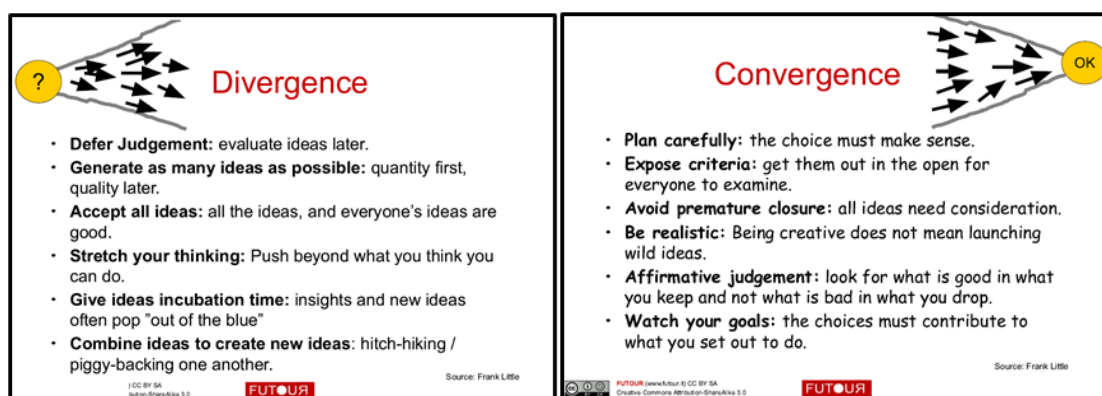 ?
Divergence
· Defer Judgement: evaluate ideas later.
· Generate as many ideas as possible: quantity first,
quality later.
· Accept all ideas: all the ideas, and everyone's ideas are
good.
· Stretch your thinking: Push beyond what you think you
can do.
· Give ideas incubation time: insights and new ideas
often pop "out of the blue"
· Combine ideas to create new ideas: hitch-hiking /
piggy-backing one another.
Source: Frank Little
) CC BY SA
bution-ShareAlike 3.0
FUTOUR
OK
Convergence
· Plan carefully: the choice must make sense.
· Expose criteria: get them out in the open for
everyone to examine.
· Avoid premature closure: all ideas need consideration.
· Be realistic: Being creative does not mean launching
wild ideas.
· Affirmative judgement: look for what is good in what
you keep and not what is bad in what you drop.
· Watch your goals: the choices must contribute to
what you set out to do.
Source: Frank Little
FUTOUR (www.futour.it) CC BY SA
Creative Commons Attribution-ShareAlike 3.0
FUTOUR